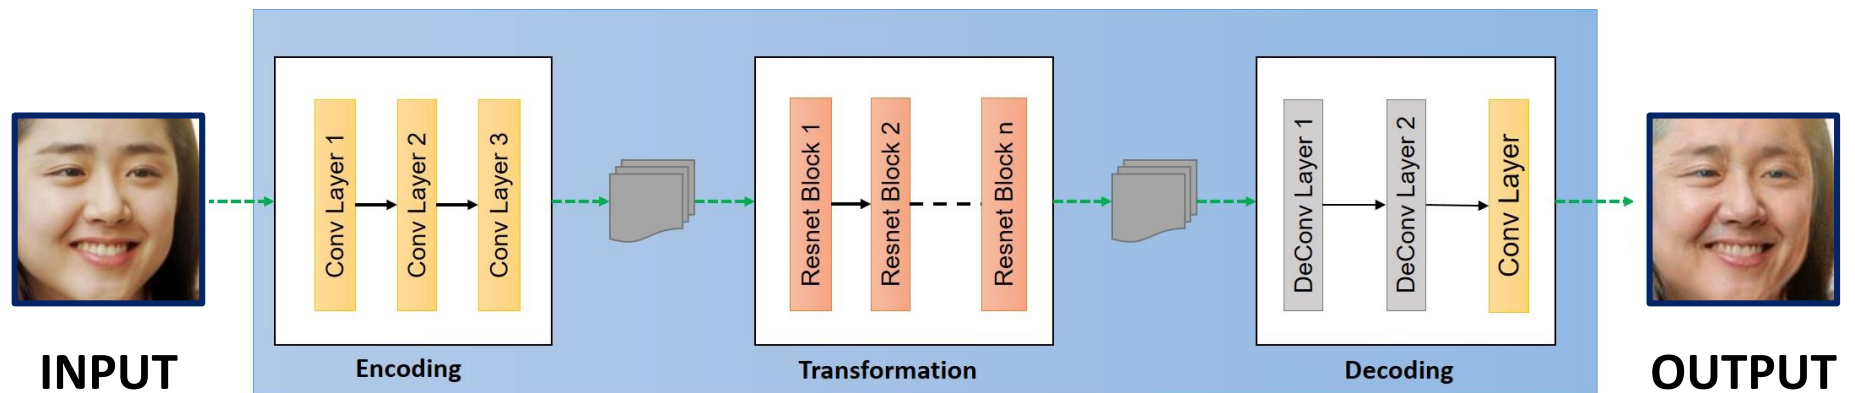 INPUT
Conv Layer 1
Conv Layer 2
Conv Layer 3
Encoding
Resnet Block 1
Resnet Block 2
Resnet Block n
Transformation
DeConv Layer 1
DeConv Layer 2
Conv Layer
Decoding
OUTPUT